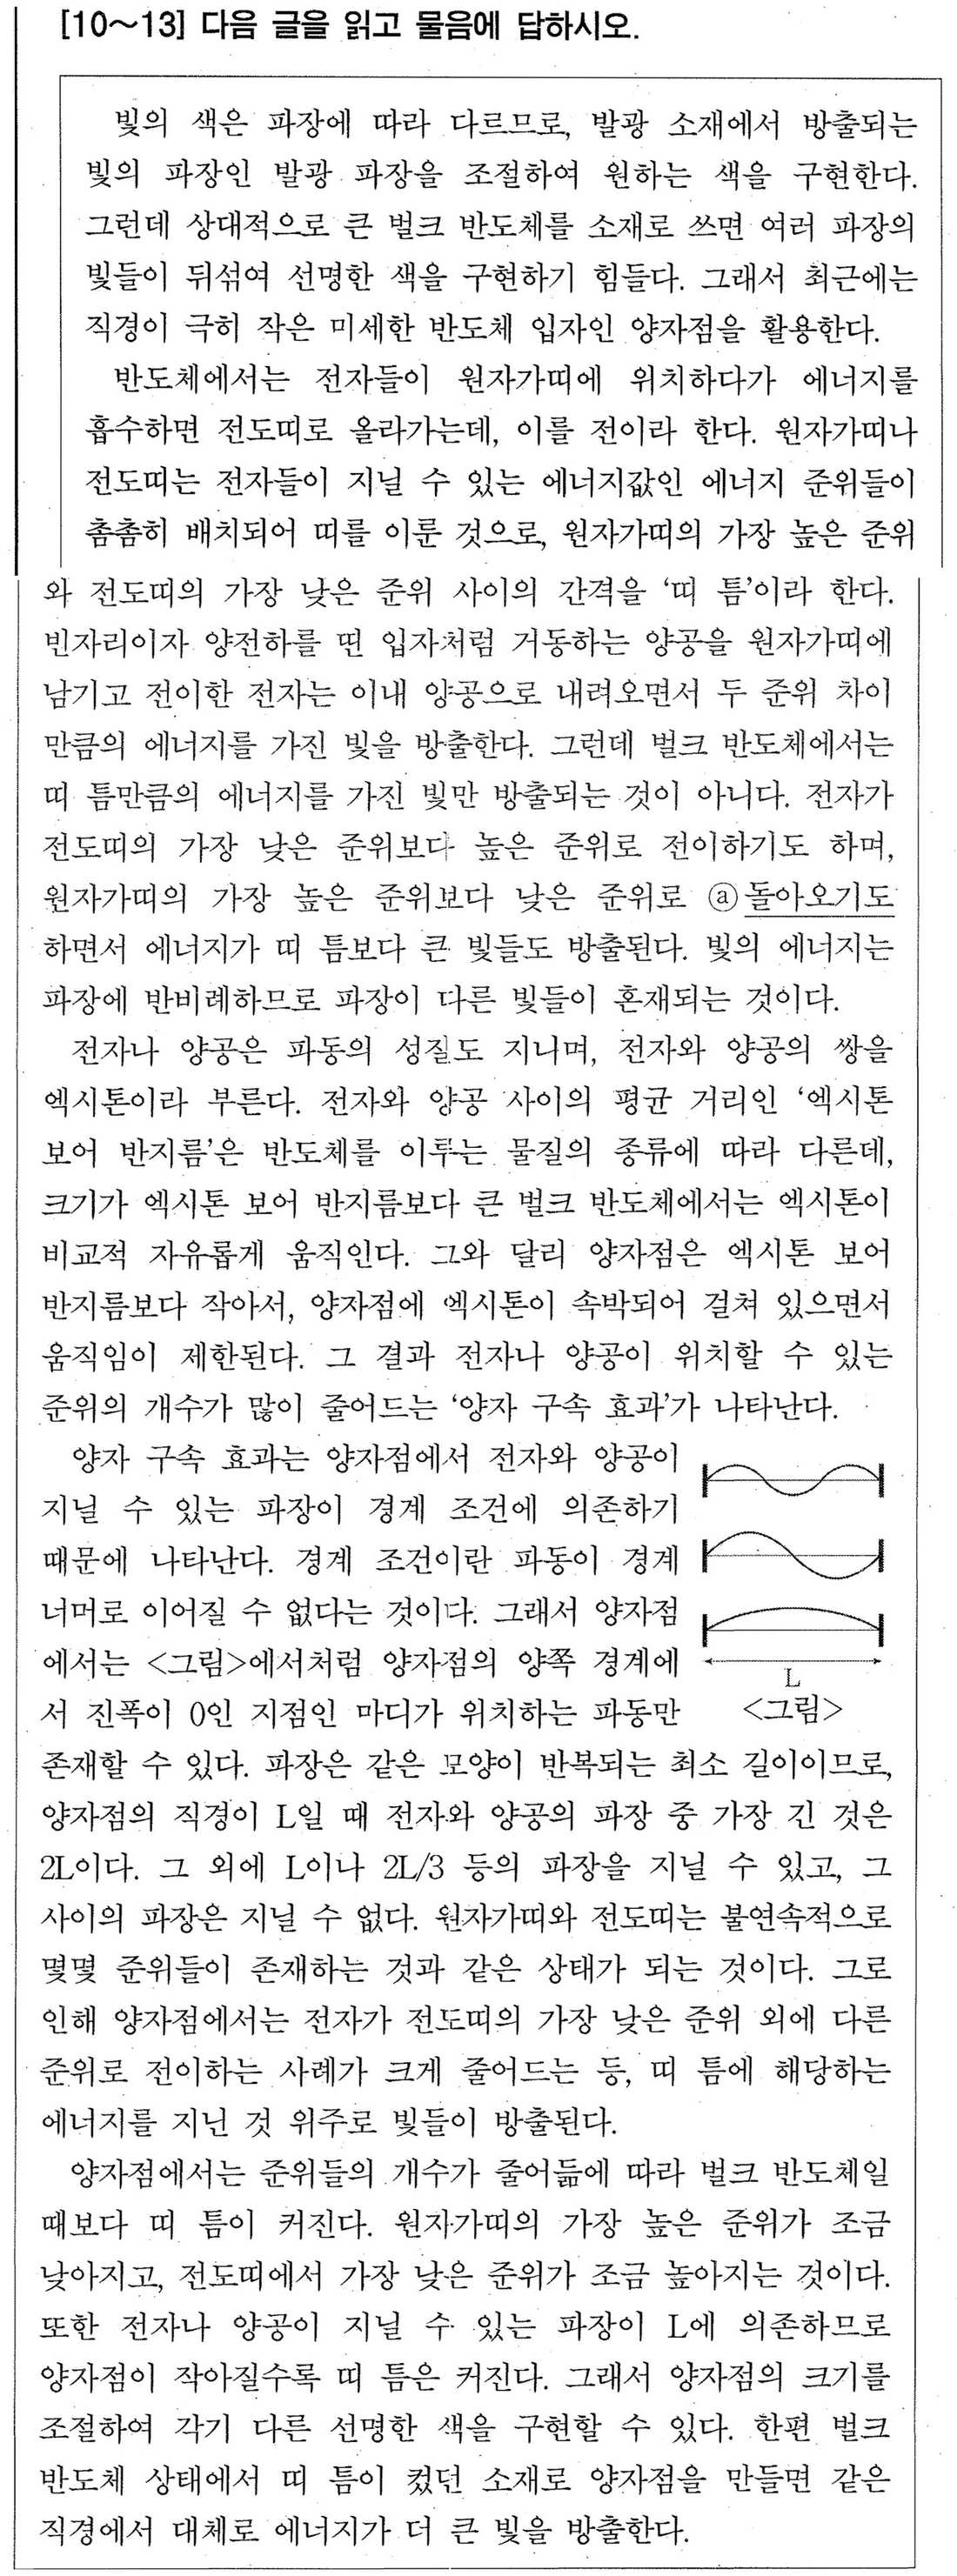 [10~13] 다음 글을 읽고 물음에 답하시오.
빛의 색은 파장에 따라 다르므로, 발광 소재에서 방출되는
빛의 파장인 발광 파장을 조절하여 원하는 색을 구현한다.
그런데 상대적으로 큰 벌크 반도체를 소재로 쓰면 여러 파장의
빛들이 뒤섞여 선명한 색을 구현하기 힘들다. 그래서 최근에는
직경이 극히 작은 미세한 반도체 입자인 양자점을 활용한다.
반도체에서는 전자들이 원자가띠에 위치하다가 에너지를
흡수하면 전도띠로 올라가는데, 이를 전이라 한다. 원자가띠나
전도띠는 전자들이 지닐 수 있는 에너지값인 에너지 준위들이
촘촘히 배치되어 띠를 이룬 것으로, 원자가띠의 가장 높은 준위
와 전도띠의 가장 낮은 준위 사이의 간격을 ‘띠 틈’이라 한다.
빈자리이자 양전하를 띤 입자처럼 거동하는 양공을 원자가띠에
남기고 전이한 전자는 이내 양공으로 내려오면서 두 준위 차이
만큼의 에너지를 가진 빛을 방출한다. 그런데 벌크 반도체에서는
띠 틈만큼의 에너지를 가진 빛만 방출되는 것이 아니다. 전자가
전도띠의 가장 낮은 준위보다 높은 준위로 전이하기도 하며,
원자가띠의 가장 높은 준위보다 낮은 준위로 ⓐ돌아오기도
하면서 에너지가 띠 틈보다 큰 빛들도 방출된다. 빛의 에너지는
파장에 반비례하므로 파장이 다른 빛들이 혼재되는 것이다.
전자나 양공은 파동의 성질도 지니며, 전자와 양공의 쌍을
엑시톤이라 부른다. 전자와 양공 사이의 평균 거리인 ‘엑시톤
보어 반지름’은 반도체를 이루는 물질의 종류에 따라 다른데,
크기가 엑시톤 보어 반지름보다 큰 벌크 반도체에서는 엑시톤이
비교적 자유롭게 움직인다. 그와 달리 양자점은 엑시톤 보어
반지름보다 작아서, 양자점에 엑시톤이 속박되어 걸쳐 있으면서
움직임이 제한된다. 그 결과 전자나 양공이 위치할 수 있는
준위의 개수가 많이 줄어드는 ‘양자 구속 효과’가 나타난다.
양자 구속 효과는 양자점에서 전자와 양공이
지닐 수 있는 파장이 경계 조건에 의존하기
때문에 나타난다. 경계 조건이란 파동이 경계
너머로 이어질 수 없다는 것이다. 그래서 양자점
에서는 <그림>에서처럼 양자점의 양쪽 경계에
서 진폭이 0인 지점인 마디가 위치하는 파동만
L
<그림>
존재할 수 있다. 파장은 같은 모양이 반복되는 최소 길이이므로,
양자점의 직경이 L일 때 전자와 양공의 파장 중 가장 긴 것은
2L이다. 그 외에 L이나 2L/3 등의 파장을 지닐 수 있고, 그
사이의 파장은 지닐 수 없다. 원자가띠와 전도띠는 불연속적으로
몇몇 준위들이 존재하는 것과 같은 상태가 되는 것이다. 그로
인해 양자점에서는 전자가 전도띠의 가장 낮은 준위 외에 다른
준위로 전이하는 사례가 크게 줄어드는 등, 띠 틈에 해당하는
에너지를 지닌 것 위주로 빛들이 방출된다.
양자점에서는 준위들의 개수가 줄어듦에 따라 벌크 반도체일
때보다 띠 틈이 커진다. 원자가띠의 가장 높은 준위가 조금
낮아지고, 전도띠에서 가장 낮은 준위가 조금 높아지는 것이다.
또한 전자나 양공이 지닐 수 있는 파장이 L에 의존하므로
양자점이 작아질수록 띠 틈은 커진다. 그래서 양자점의 크기를
조절하여 각기 다른 선명한 색을 구현할 수 있다. 한편 벌크
반도체 상태에서 띠 틈이 컸던 소재로 양자점을 만들면 같은
직경에서 대체로 에너지가 더 큰 빛을 방출한다.